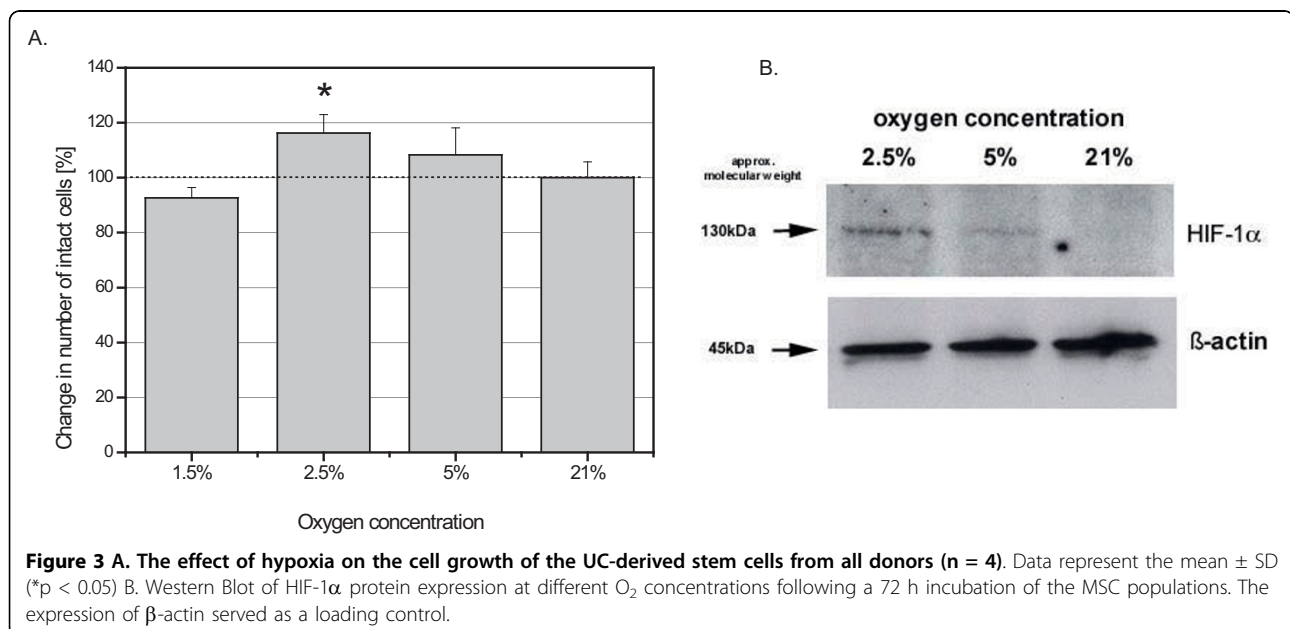 A.
140
120
100
80
60
40
20
0
Change in number of intact cells [%]
*
1.5% 2.5% 5% 21%
Oxygen concentration
B.
oxygen concentration
approx.
molecular weight
2.5% 5% 21%
130kDa
HIF-1α
45kDa
ß-actin
Figure 3 A. The effect of hypoxia on the cell growth of the UC-derived stem cells from all donors (n = 4). Data represent the mean ± SD
(*p < 0.05) B. Western Blot of HIF-1α protein expression at different O₂ concentrations following a 72 h incubation of the MSC populations. The
expression of β-actin served as a loading control.